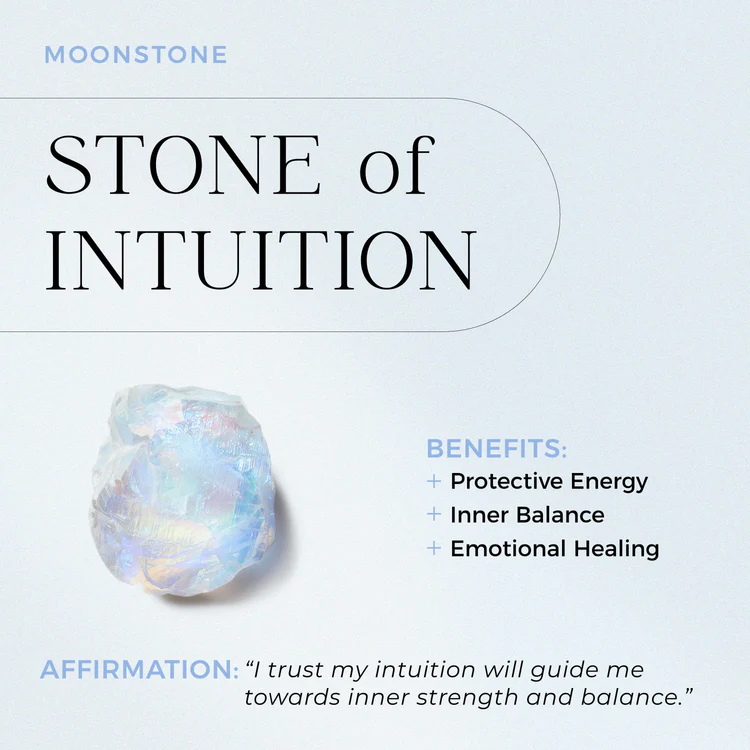 MOONSTONE
STONE of
INTUITION
BENEFITS:
+ Protective Energy
+ Inner Balance
+ Emotional Healing
AFFIRMATION: “I trust my intuition will guide me
towards inner strength and balance.”